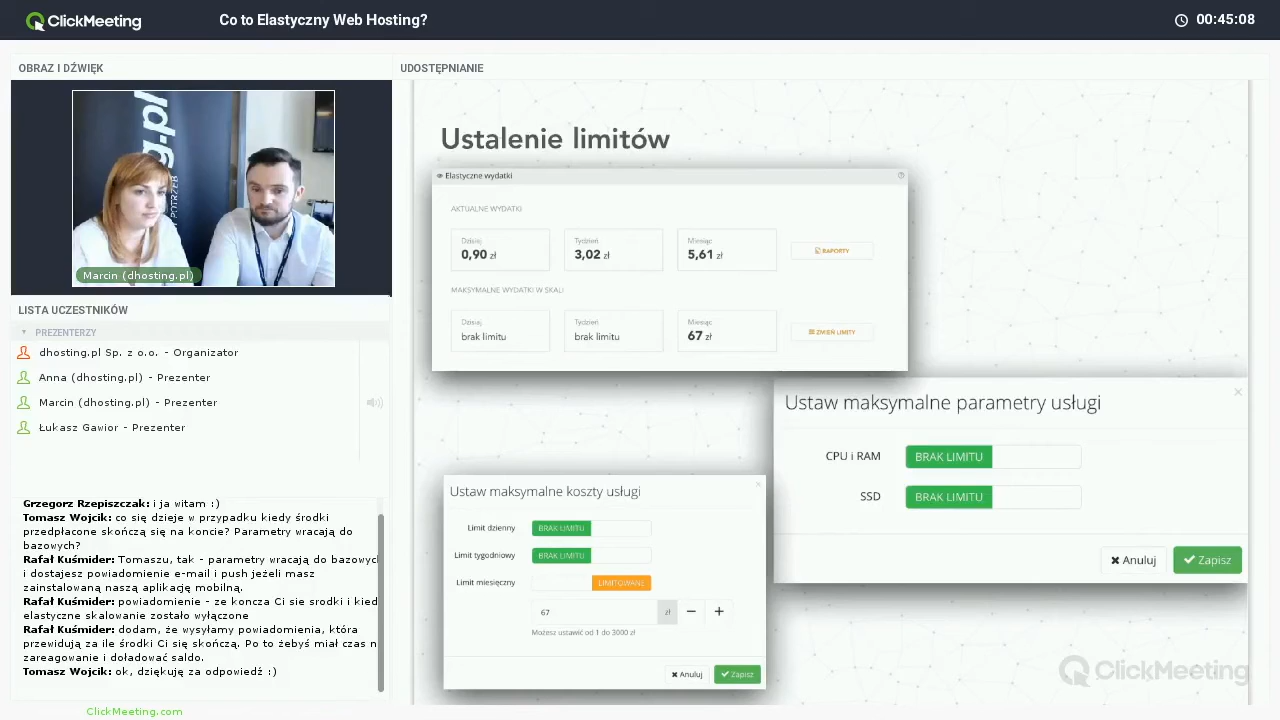 ClickMeeting
Co to Elastyczny Web Hosting?
00:45:08
OBRAZ I DŹWIĘK
g.pl
POTRZEB
Marcin (dhosting.pl)
LISTA UCZESTNIKÓW
PREZENTERZY
dhosting.pl Sp. z o.o. - Organizator
Anna (dhosting.pl) - Prezenter
Marcin (dhosting.pl) - Prezenter
Łukasz Gawior - Prezenter
Grzegorz Rzepiszczak: i ja witam :)
Tomasz Wojcik: co się dzieje w przypadku kiedy środki
przedpłacone skończą się na koncie? Parametry wracają do
bazowych?
Rafał Kuśmider: Tomaszu, tak - parametry wracają do bazowych
i dostajesz powiadomienie e-mail i push jeżeli masz
zainstalowaną naszą aplikację mobilną.
Rafał Kuśmider: powiadomienie - ze koncza Ci sie srodki i kied
elastyczne skalowanie zostało wyłączone
Rafał Kuśmider: dodam, że wysyłamy powiadomienia, która
przewidują za ile środki Ci się skończą. Po to żebyś miał czas n
zareagowanie i doładować saldo.
Tomasz Wojcik: ok, dziękuję za odpowiedź :)
ClickMeeting.com
UDOSTĘPNIANIE
Ustalenie limitów
Elastyczne wydatki
AKTUALNE WYDATKI
Dzisiaj
0,90 zł
Tydzień
3,02 zł
Miesiąc
5,61 zł
RAPORTY
MAKSYMALNE WYDATKI W SKALI
Dzisiaj
brak limitu
Tydzień
brak limitu
Miesiąc
67 zł
ZMIEŃ LIMITY
Ustaw maksymalne parametry usługi
CPU i RAM
BRAK LIMITU
SSD
BRAK LIMITU
Anuluj
Zapisz
Ustaw maksymalne koszty usługi
Limit dzienny
BRAK LIMITU
Limit tygodniowy
BRAK LIMITU
Limit miesięczny
LIMITOWANE
67
zł
Możesz ustawić od 1 do 3000 zł
Anuluj
Zapisz
ClickMeeting